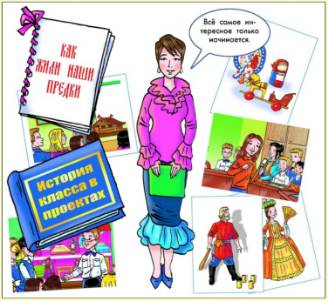 КАК
ЖИЛИ НАШИ
ПРЕДКИ
Всё самое ин-
тересное только
начинается.
История
класса в
проектах